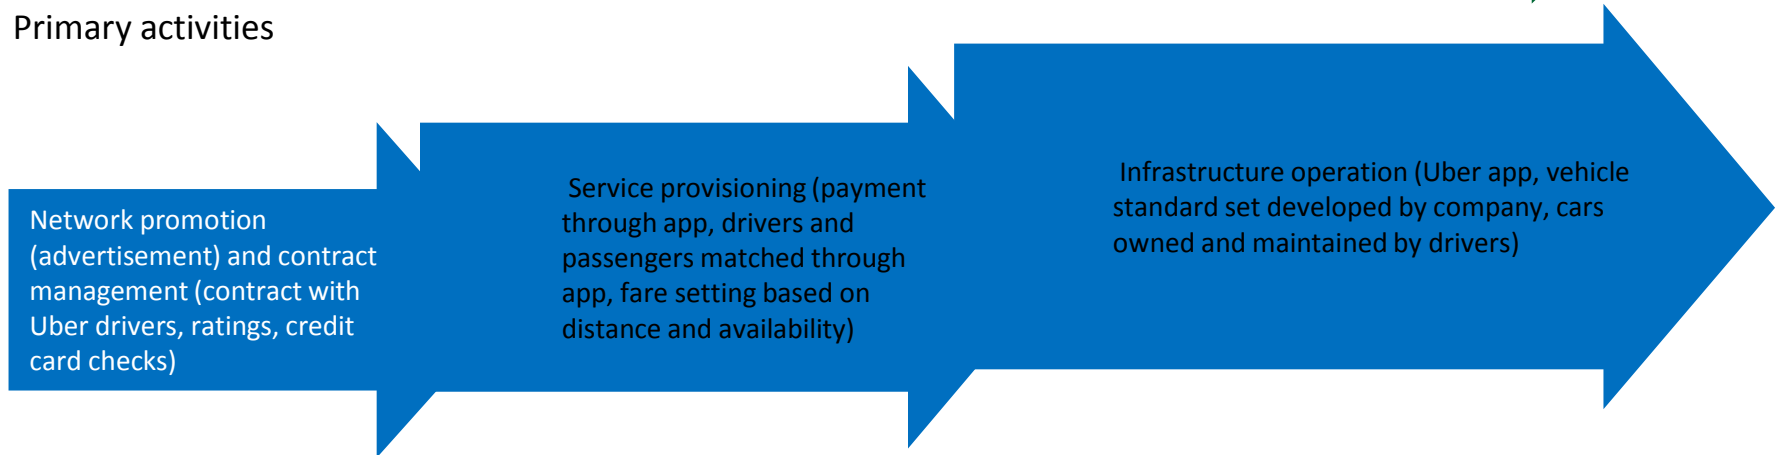 Primary activities
Network promotion
(advertisement) and contract
management (contract with
Uber drivers, ratings, credit
card checks)
Service provisioning (payment
through app, drivers and
passengers matched through
app, fare setting based on
distance and availability)
Infrastructure operation (Uber app, vehicle
standard set developed by company, cars
owned and maintained by drivers)